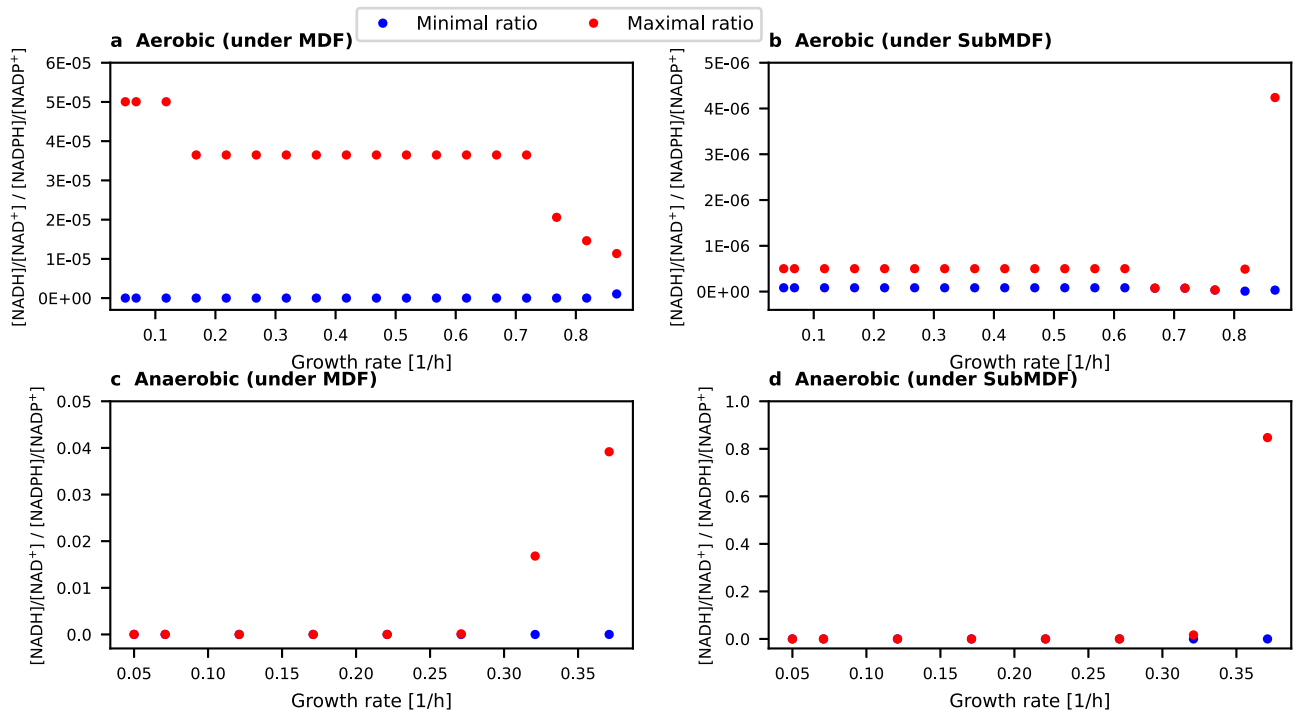 Minimal ratio Maximal ratio
a Aerobic (under MDF)
[NADH]/[NAD⁺] / [NADPH]/[NADP⁺]
6E-05
5E-05
4E-05
3E-05
2E-05
1E-05
0E+00
0.1 0.2 0.3 0.4 0.5 0.6 0.7 0.8
Growth rate [1/h]
b Aerobic (under SubMDF)
[NADH]/[NAD⁺] / [NADPH]/[NADP⁺]
5E-06
4E-06
3E-06
2E-06
1E-06
0E+00
0.1 0.2 0.3 0.4 0.5 0.6 0.7 0.8
Growth rate [1/h]
c Anaerobic (under MDF)
[NADH]/[NAD⁺] / [NADPH]/[NADP⁺]
0.05
0.04
0.03
0.02
0.01
0.0
0.05 0.10 0.15 0.20 0.25 0.30 0.35
Growth rate [1/h]
d Anaerobic (under SubMDF)
[NADH]/[NAD⁺] / [NADPH]/[NADP⁺]
1.0
0.8
0.6
0.4
0.2
0.0
0.05 0.10 0.15 0.20 0.25 0.30 0.35
Growth rate [1/h]